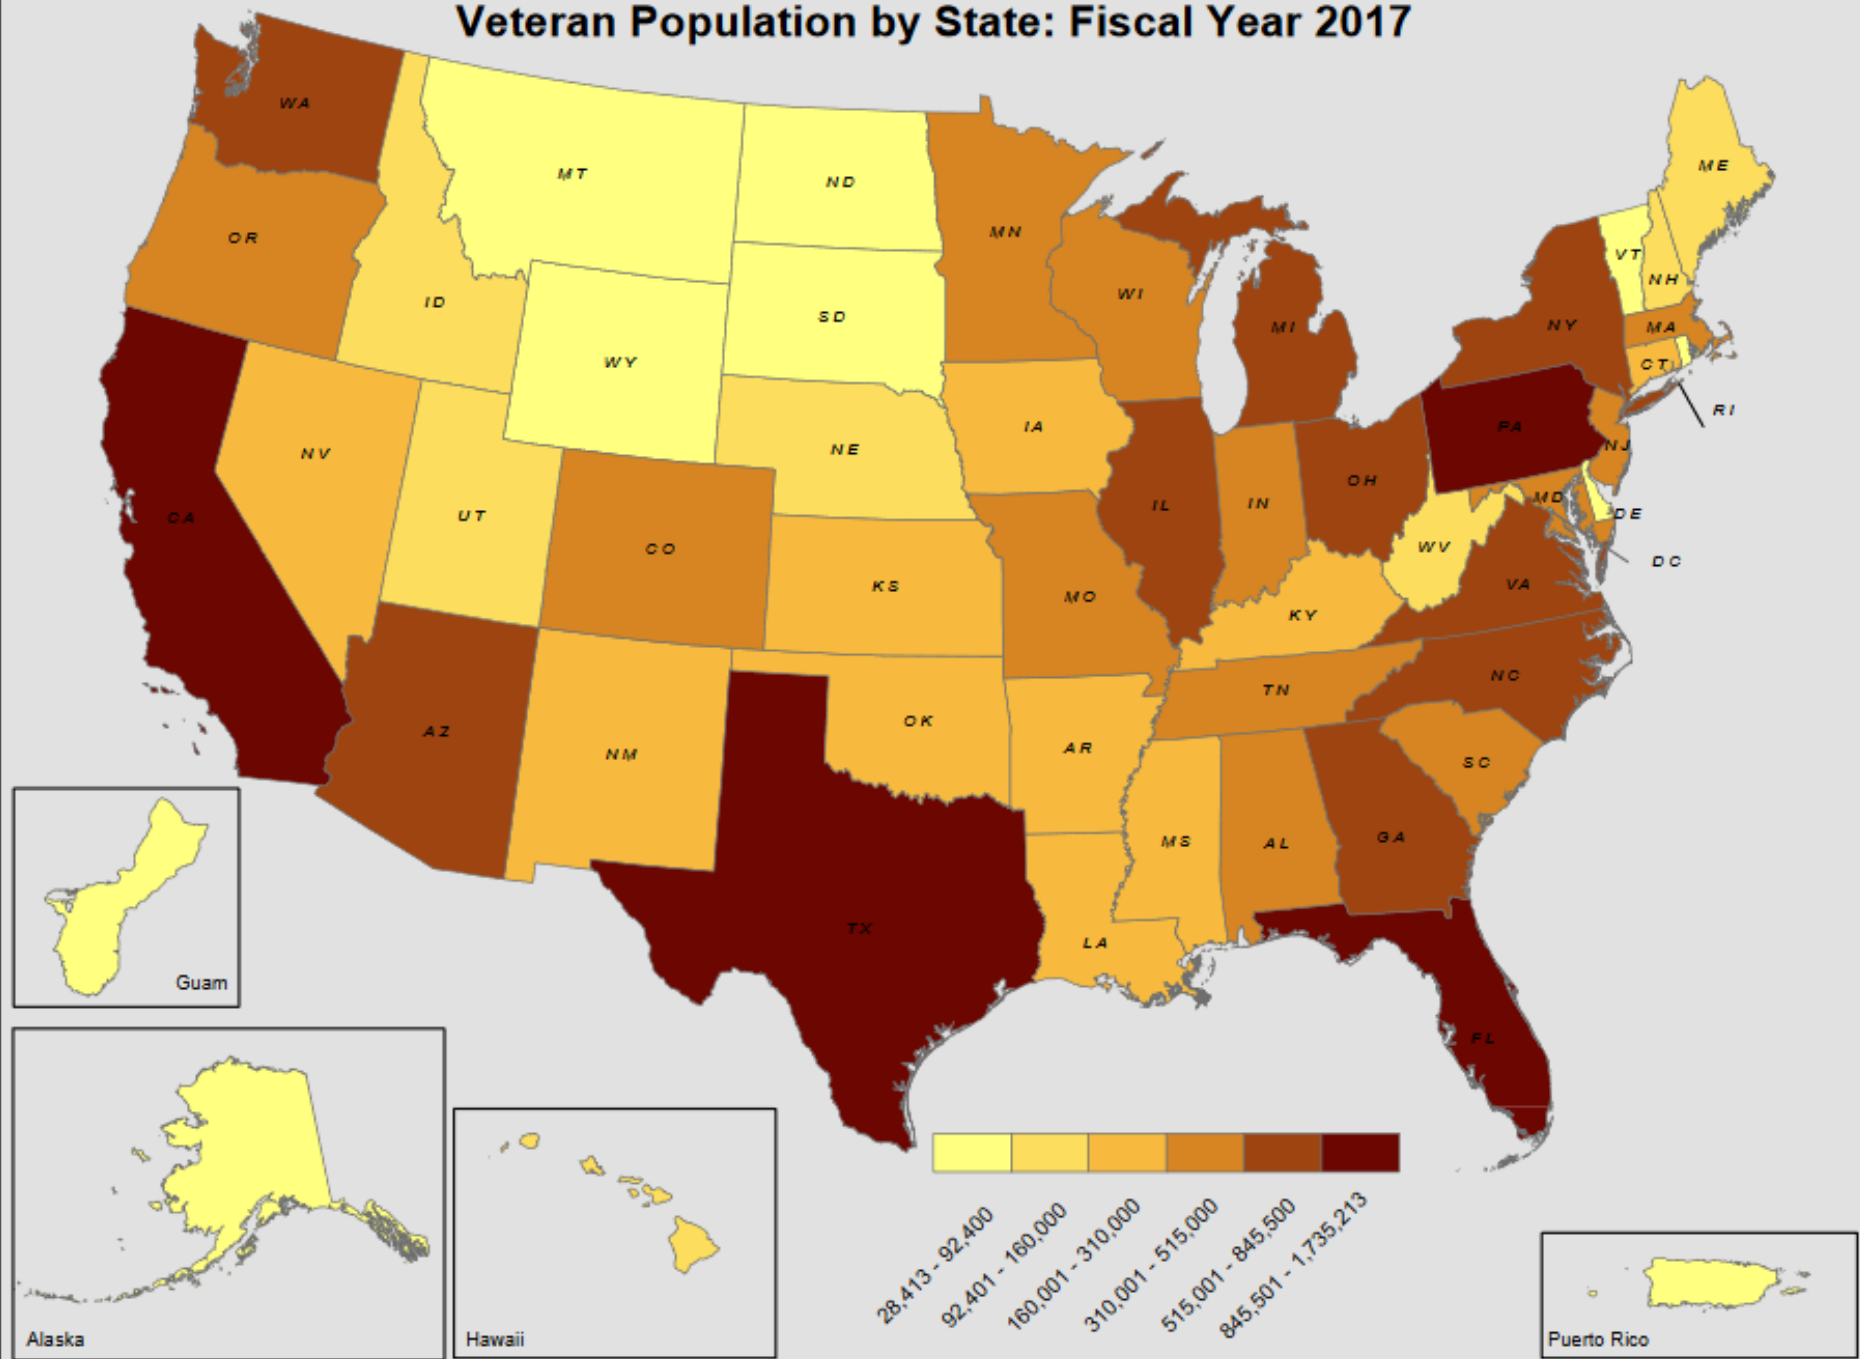 Veteran Population by State: Fiscal Year 2017
WA
MT
ND
OR
MN
ID
SD
WI
WY
MI
ME
VT
NH
NY
MA
CT
RI
NV
NE
IA
PA
NJ
UT
CA
CO
IL
IN
OH
MD
DE
WV
DC
KS
MO
KY
VA
AZ
NM
OK
AR
TN
NC
SC
MS
AL
GA
TX
LA
FL
Guam
Alaska
Hawaii
28,413 - 92,400
92,401 - 160,000
160,001 - 310,000
310,001 - 515,000
515,001 - 845,500
845,501 - 1,735,213
Puerto Rico